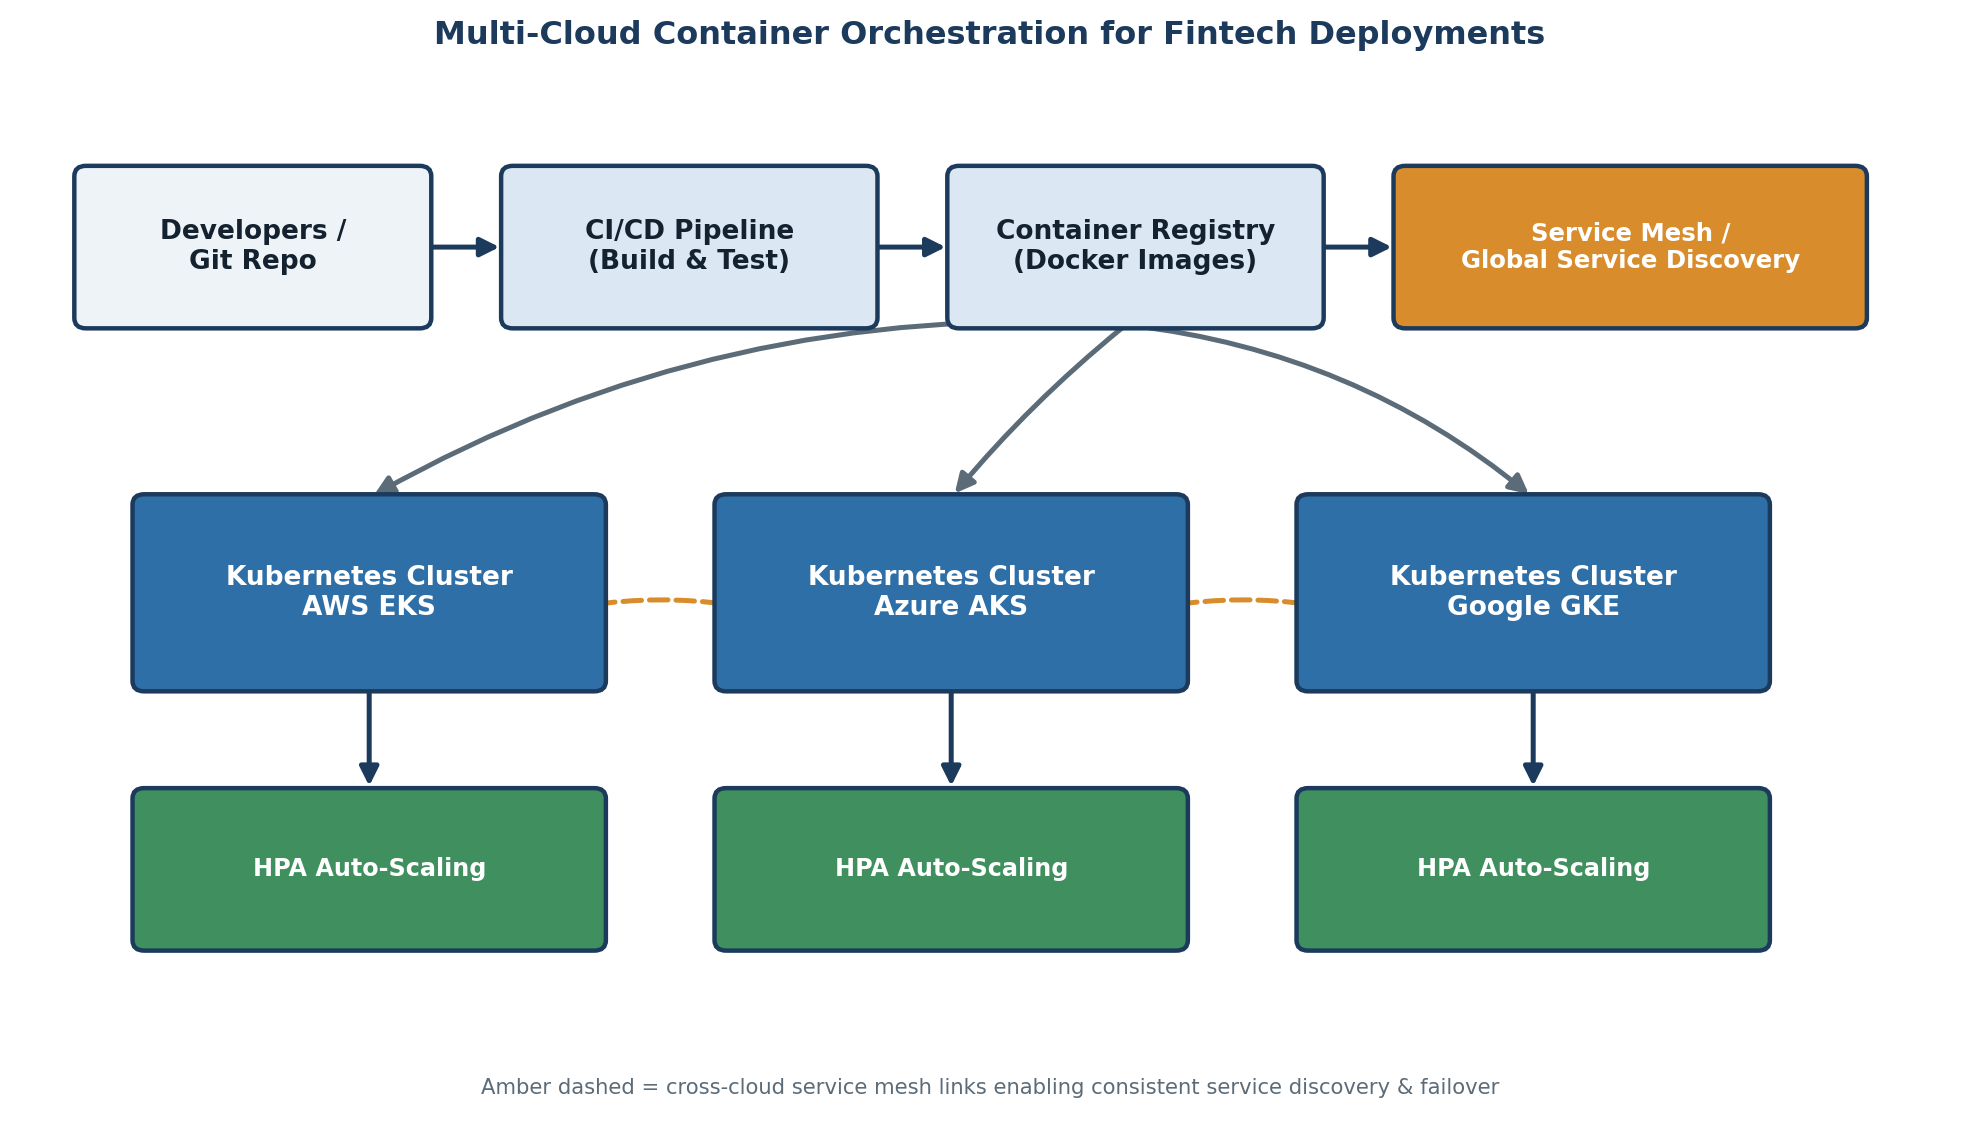 Multi-Cloud Container Orchestration for Fintech Deployments
Developers /
Git Repo
CI/CD Pipeline
(Build & Test)
Container Registry
(Docker Images)
Service Mesh /
Global Service Discovery
Kubernetes Cluster
AWS EKS
Kubernetes Cluster
Azure AKS
Kubernetes Cluster
Google GKE
HPA Auto-Scaling
HPA Auto-Scaling
HPA Auto-Scaling
Amber dashed = cross-cloud service mesh links enabling consistent service discovery & failover